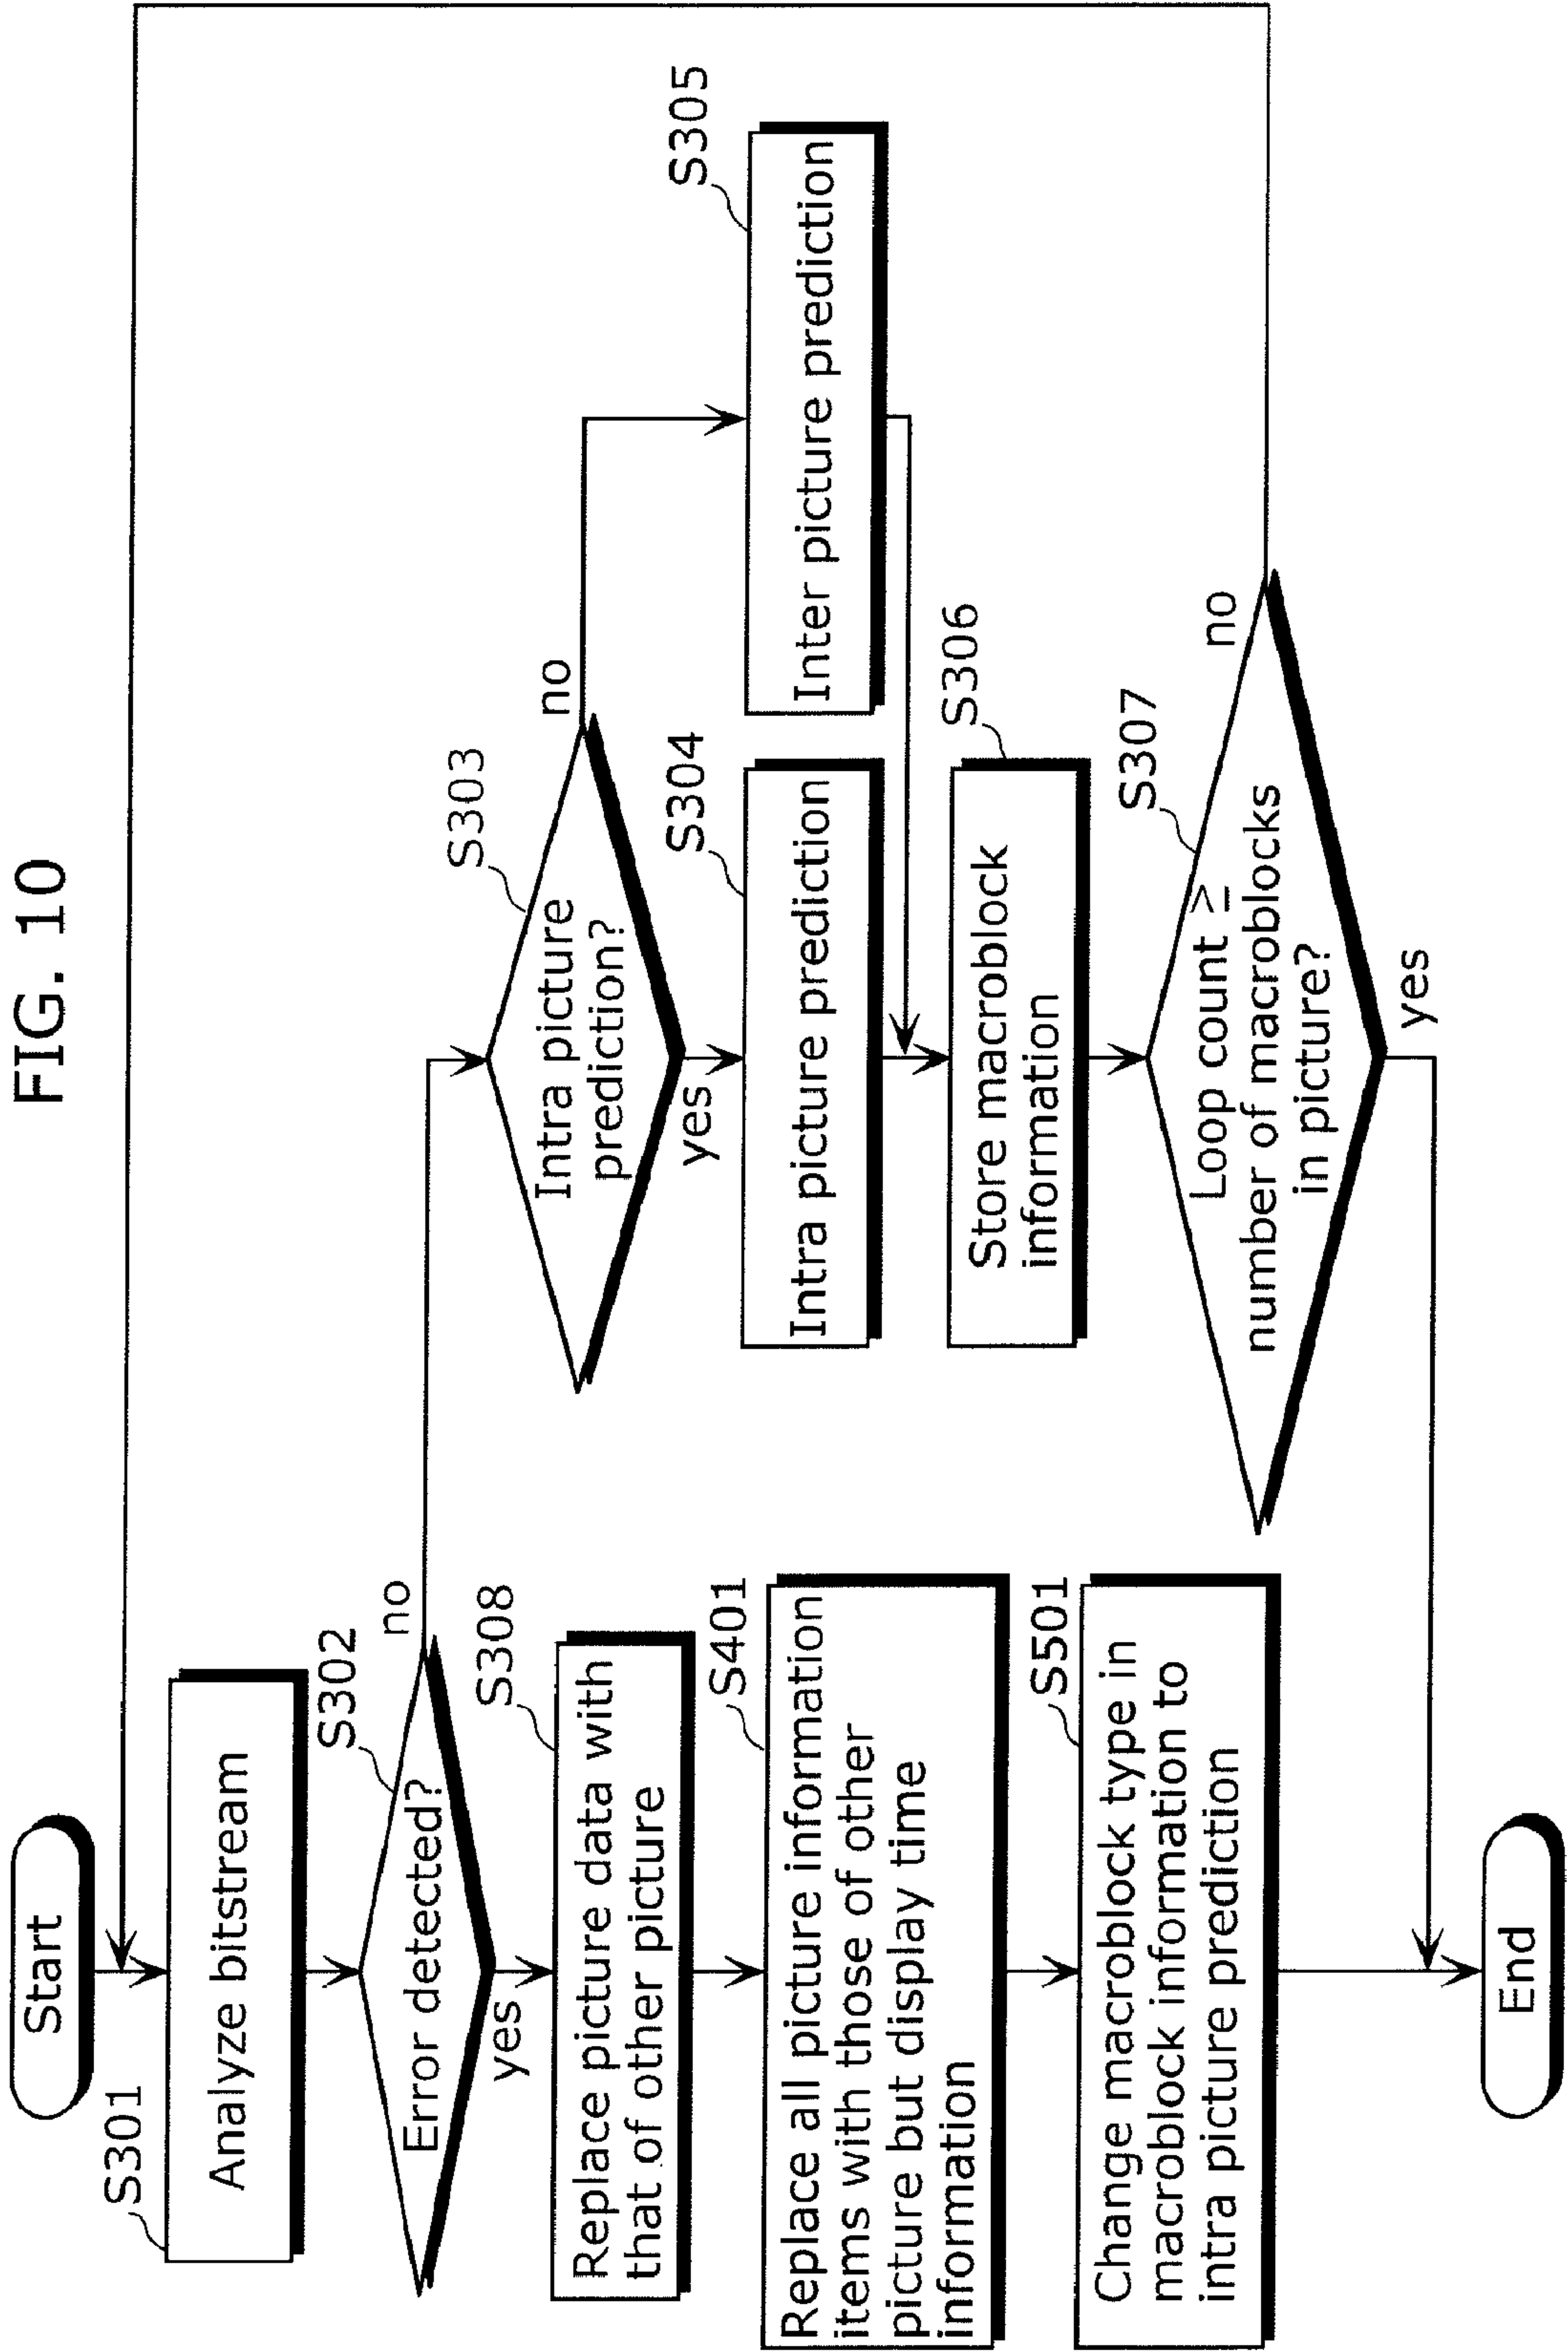 FIG. 10
Start
S301
Analyze bitstream
S302
Error detected?
no
yes
S308
Replace picture data with
that of other picture
S401
Replace all picture information
items with those of other
picture but display time
information
S501
Change macroblock type in
macroblock information to
intra picture prediction
End
S303
Intra picture
prediction?
no
yes
S304
Intra picture prediction
S305
Inter picture prediction
S306
Store macroblock
information
S307
Loop count ≥
number of macroblocks
in picture?
no
yes